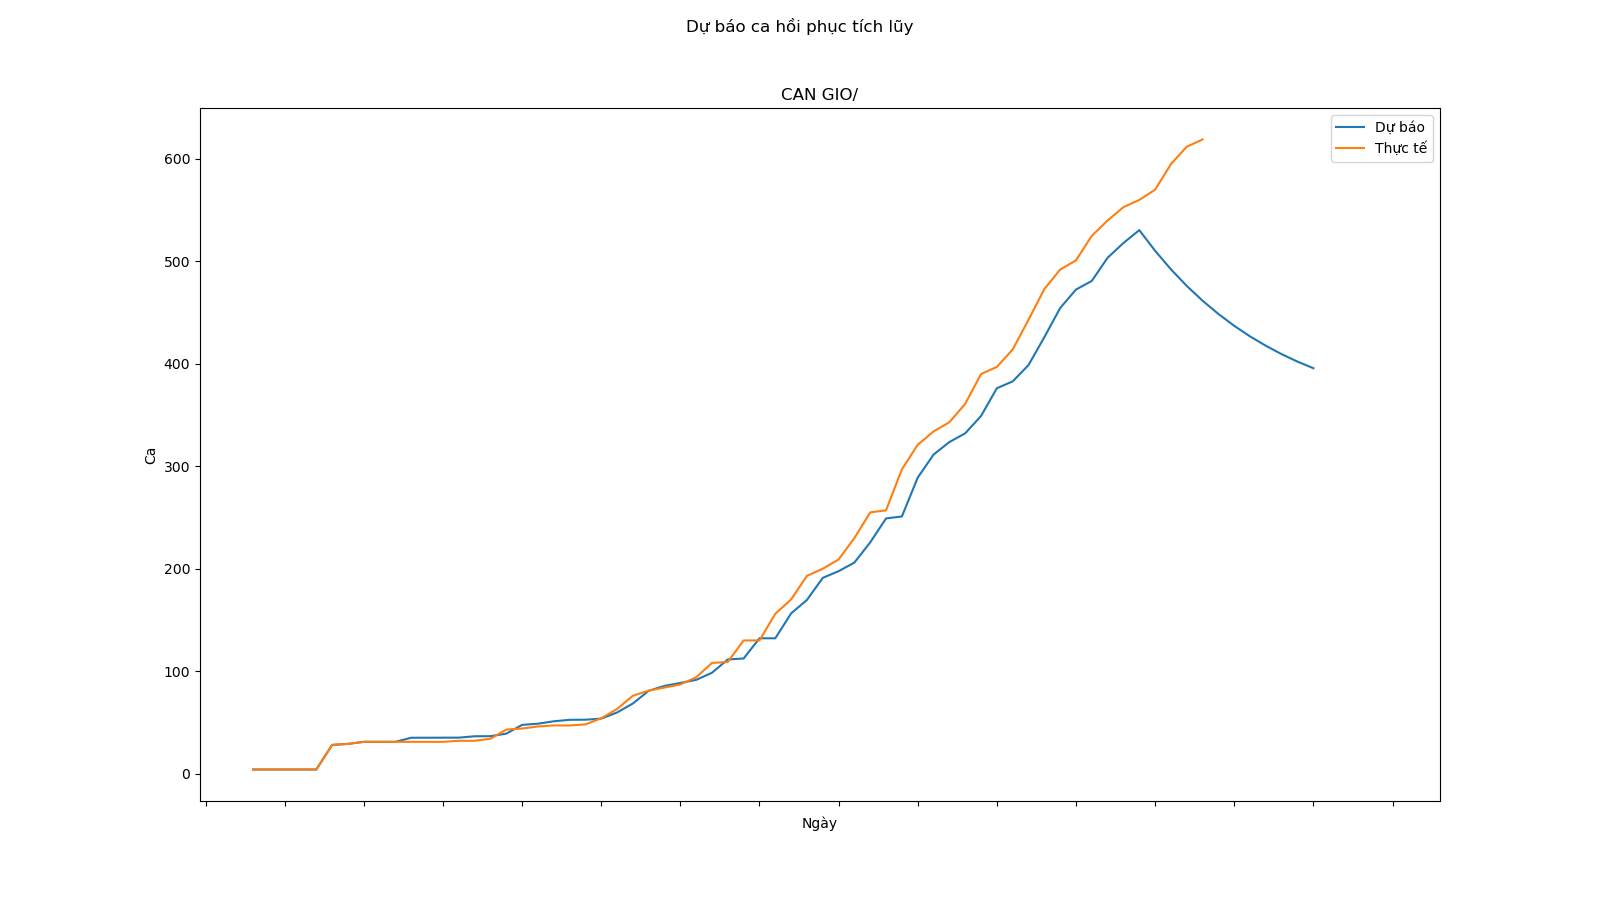 Dự báo ca hồi phục tích lũy
CAN GIO/
Dự báo
Thực tế
600
500
400
300
200
100
0
Ca
Ngày